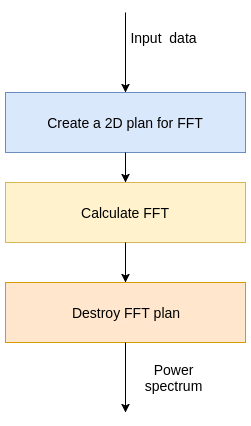 Input data
Create a 2D plan for FFT
Calculate FFT
Destroy FFT plan
Power
spectrum